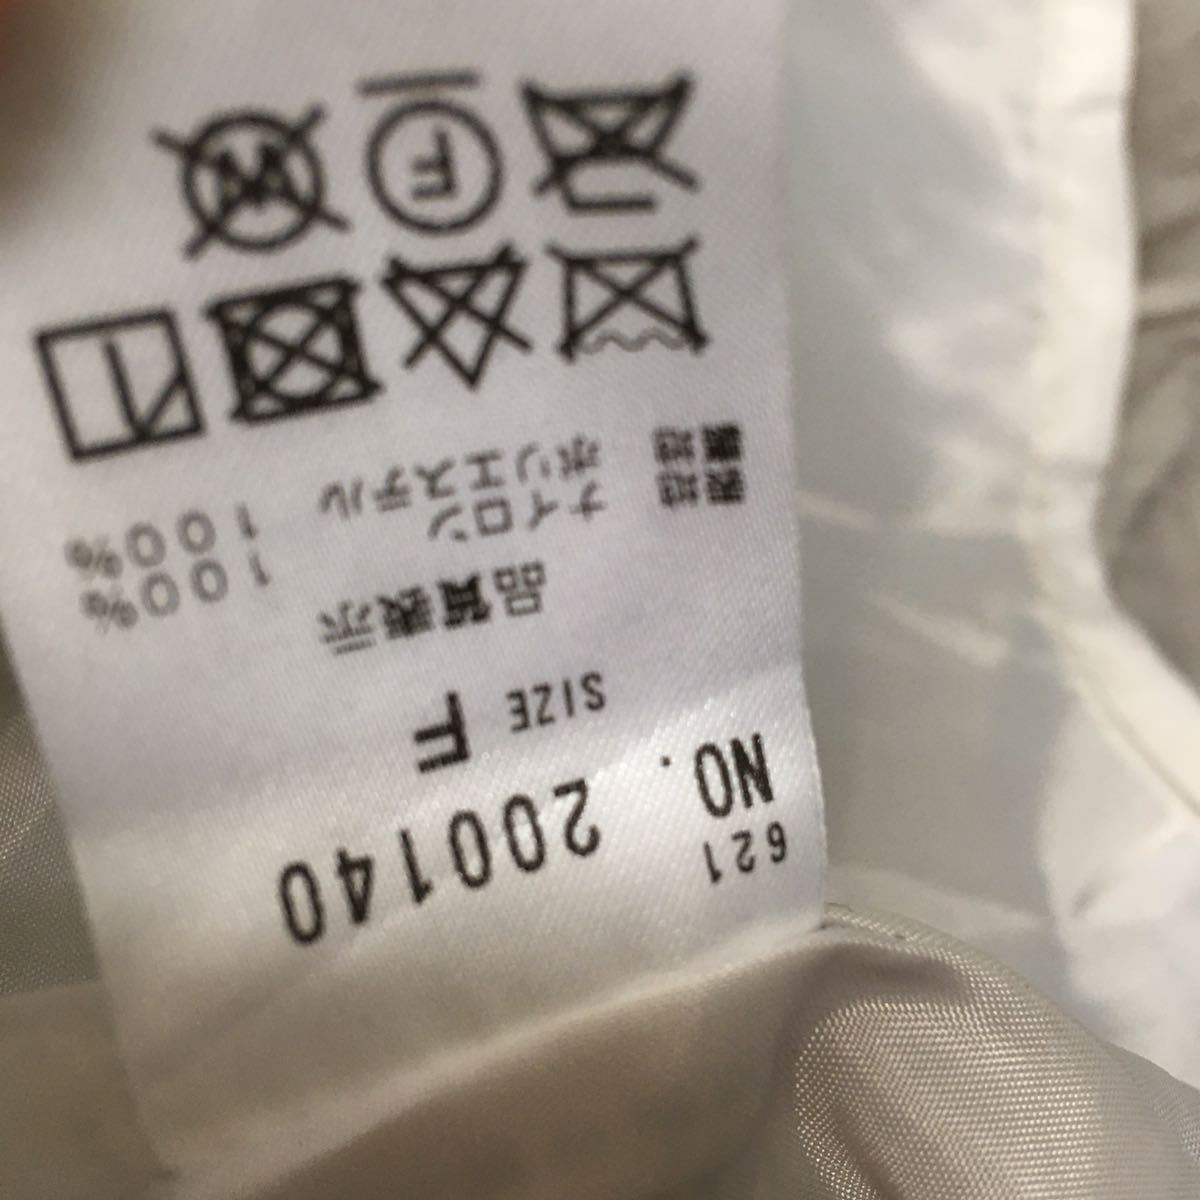 621
NO. 200140
SIZE F
品質表示
表地 ナイロン 100%
裏地 ポリエステル 100%
F
W